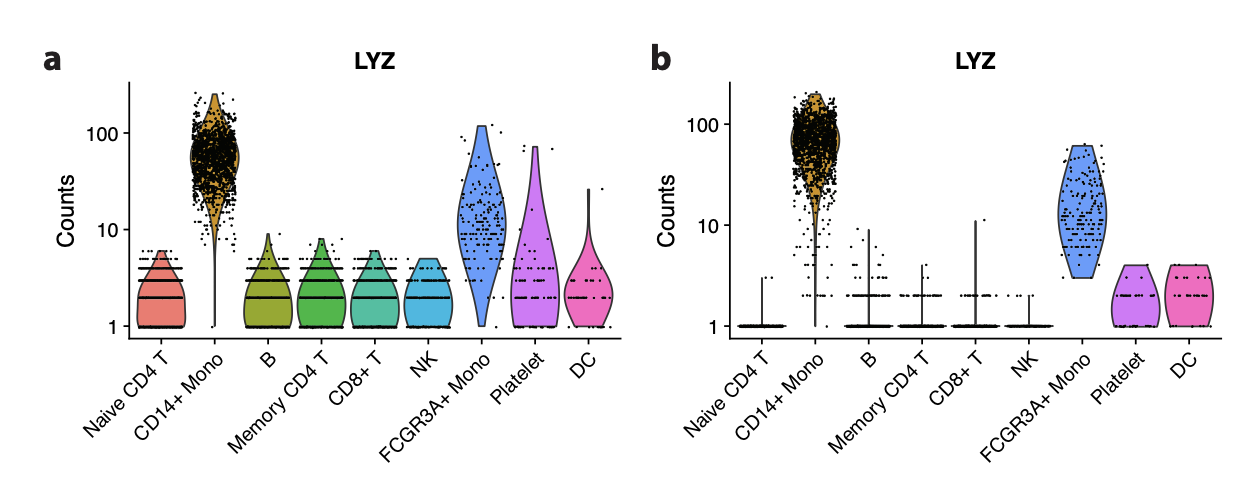 a
LYZ
Counts
100
10
1
Naive CD4 T
CD14+ Mono
B
Memory CD4 T
CD8+ T
NK
FCGR3A+ Mono
Platelet
DC
b
LYZ
Counts
100
10
1
Naive CD4 T
CD14+ Mono
B
Memory CD4 T
CD8+ T
NK
FCGR3A+ Mono
Platelet
DC